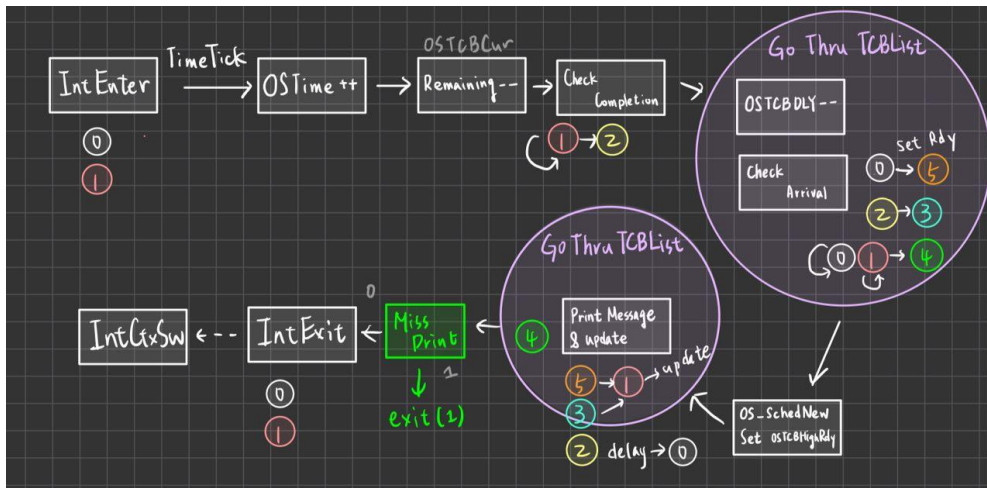 IntEnter
TimeTick
OSTime++
OSTCBCur
Remaining--
Check
Completion
0
1
1
2
Go Thru TCBList
OSTCBDLY--
Check
Arrival
set Rdy
0
5
2
3
0
1
4
OS_SchedNew
Set OSTCBHighRdy
Go Thru TCBList
Print Message
& update
4
5
1
update
3
2
delay
0
Miss
Print
0
1
exit(1)
IntExit
0
1
IntCtxSw